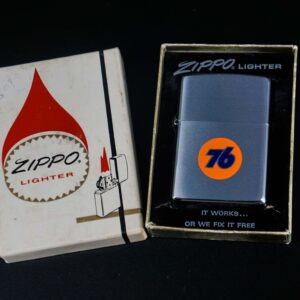 ZIPPO
LIGHTER
ZIPPO LIGHTER
76
IT WORKS...
OR WE FIX IT FREE